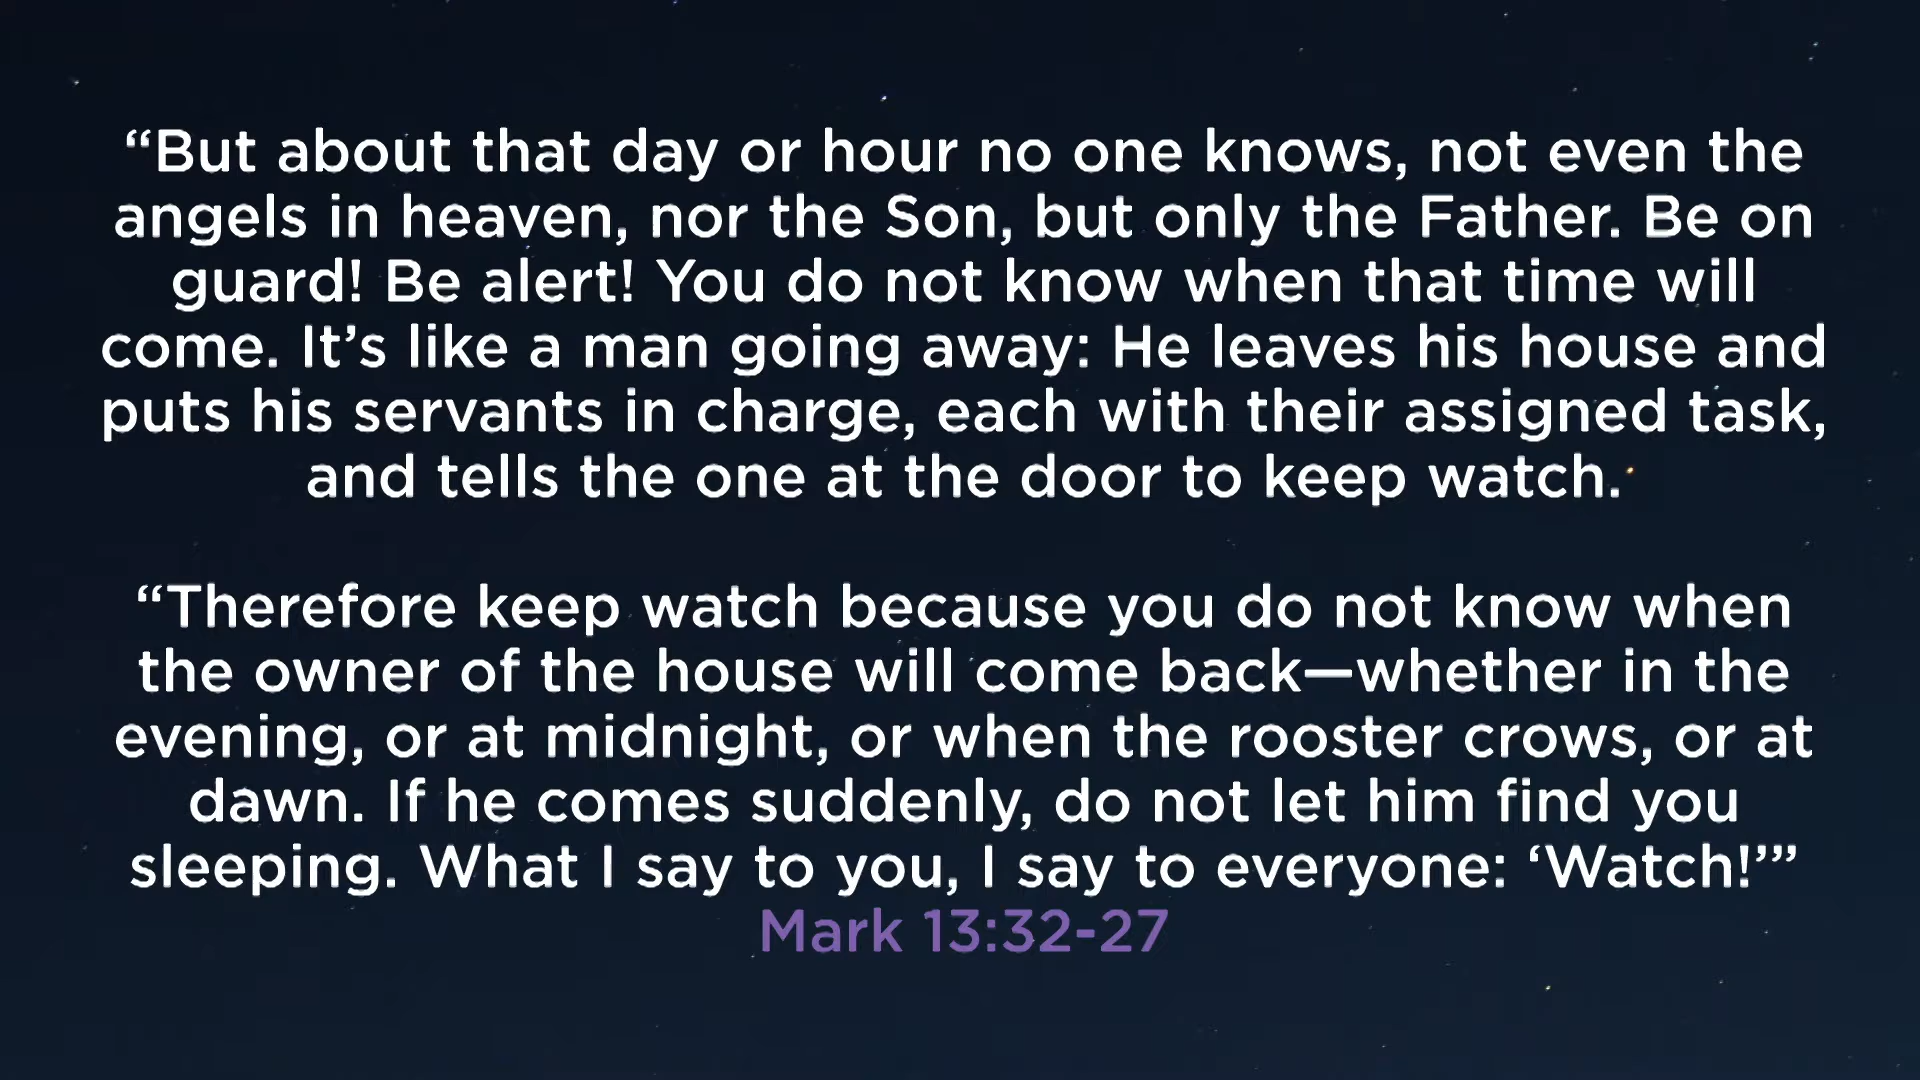 “But about that day or hour no one knows, not even the
angels in heaven, nor the Son, but only the Father. Be on
guard! Be alert! You do not know when that time will
come. It’s like a man going away: He leaves his house and
puts his servants in charge, each with their assigned task,
and tells the one at the door to keep watch.
“Therefore keep watch because you do not know when
the owner of the house will come back—whether in the
evening, or at midnight, or when the rooster crows, or at
dawn. If he comes suddenly, do not let him find you
sleeping. What I say to you, I say to everyone: ‘Watch!’”
Mark 13:32-27